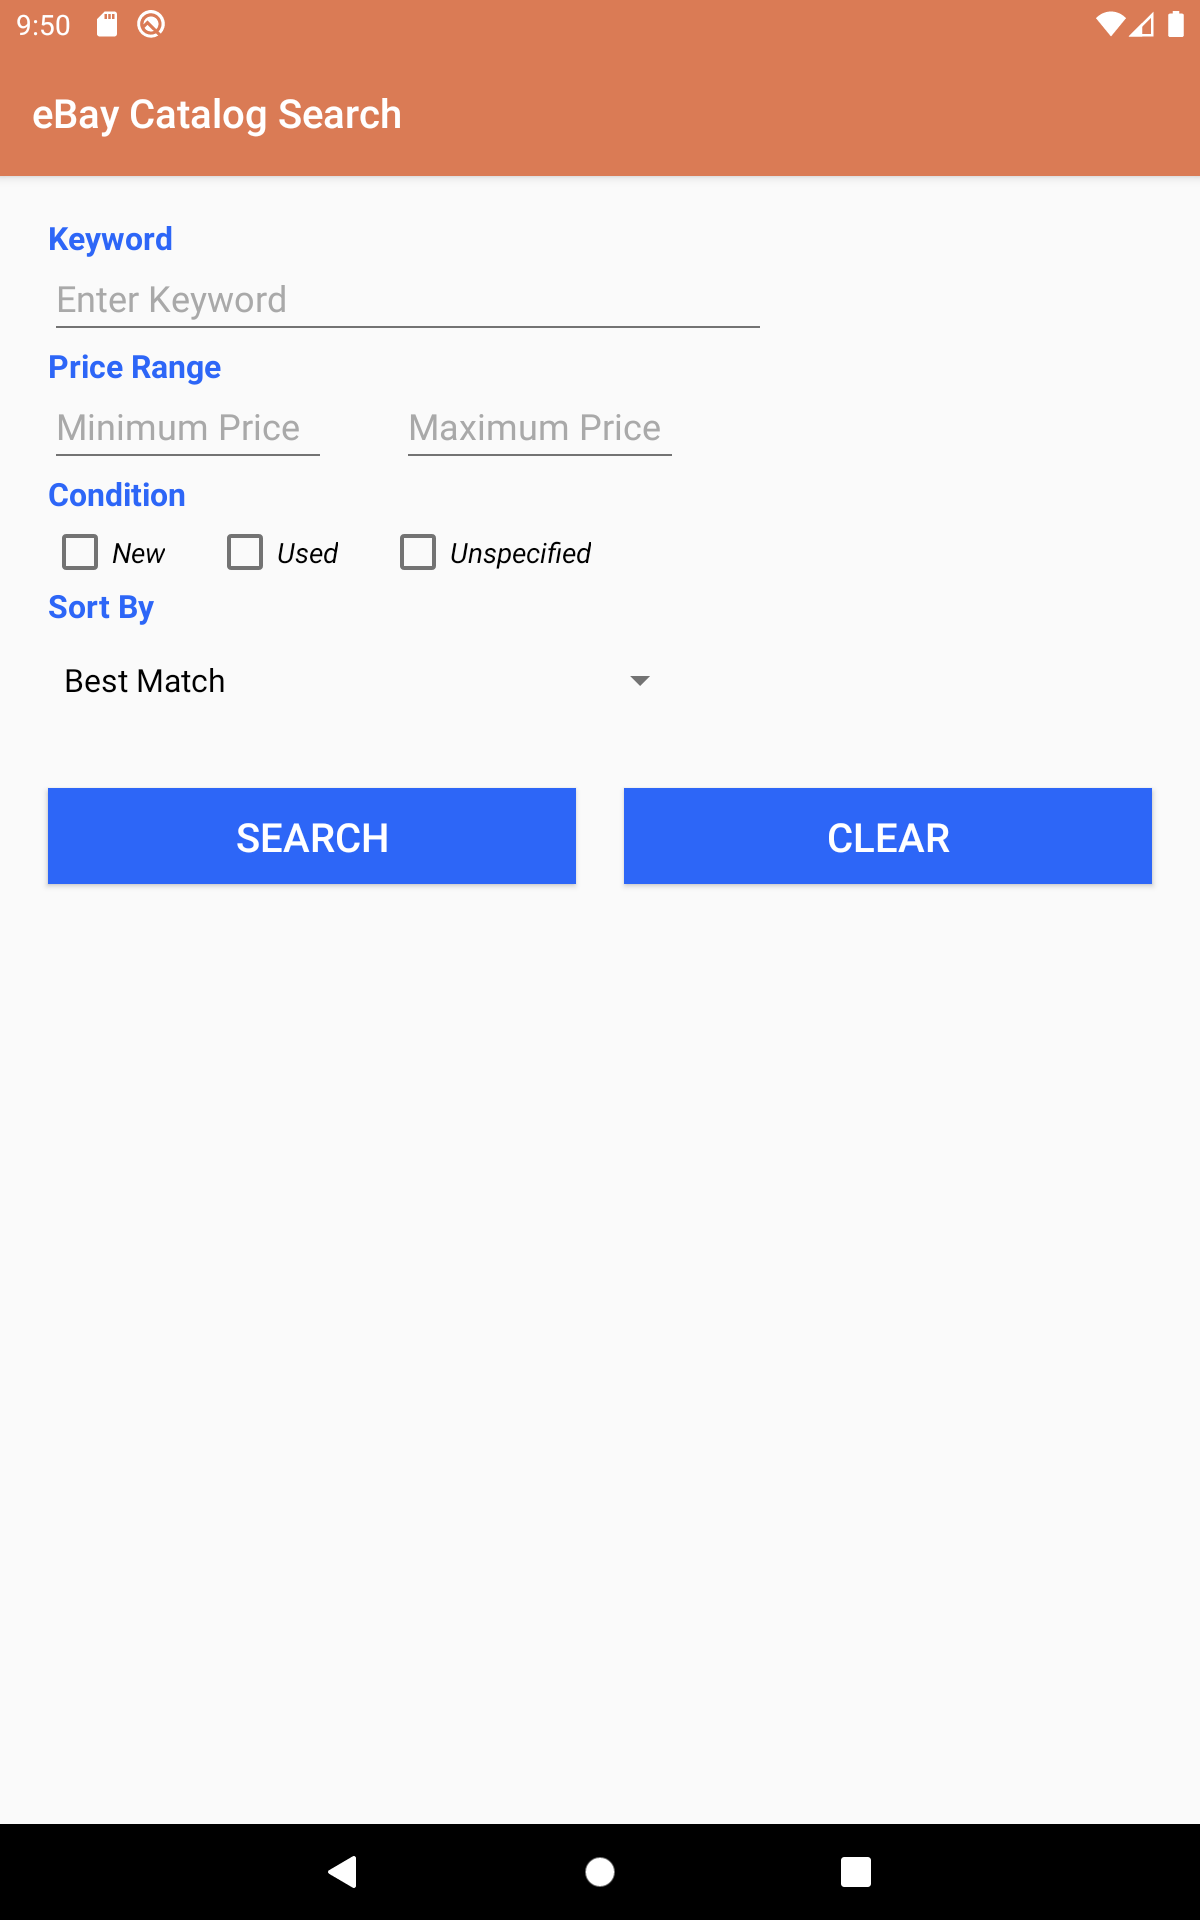 9:50
eBay Catalog Search
Keyword
Enter Keyword
Price Range
Minimum Price Maximum Price
Condition
New Used Unspecified
Sort By
Best Match
SEARCH CLEAR